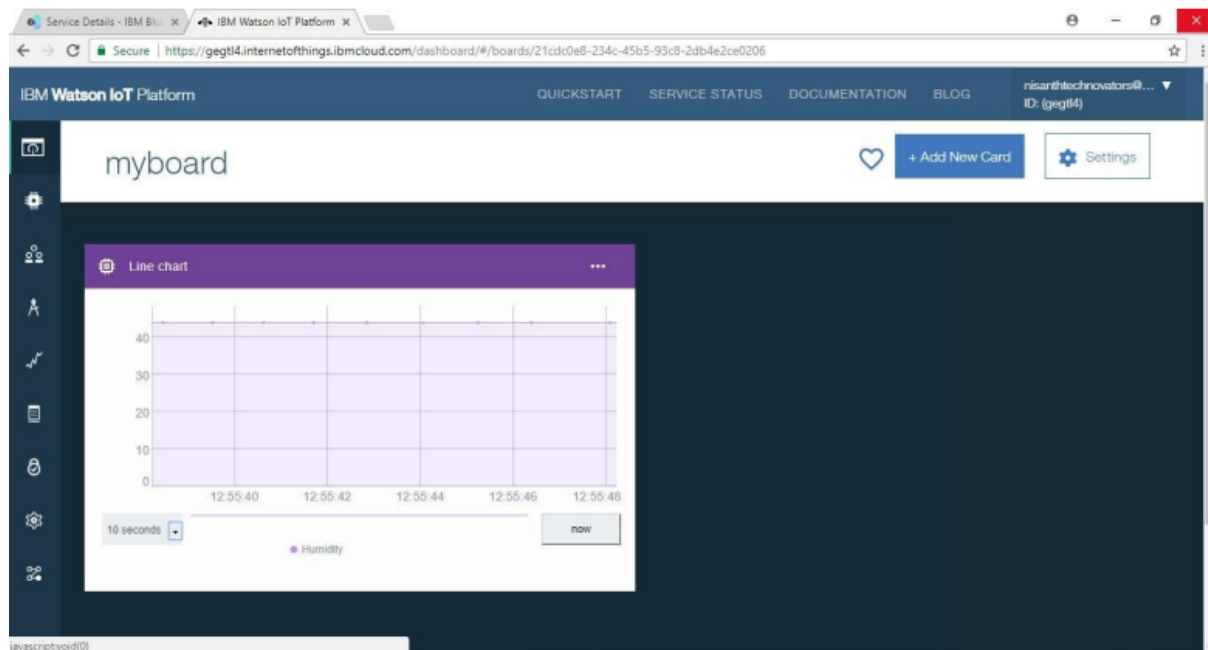 Service Details - IBM Blu
IBM Watson IoT Platform
Secure | https://gegtl4.internetofthings.ibmcloud.com/dashboard/#/boards/21cdc0e8-234c-45b5-93c8-2db4e2ce0206
IBM Watson IoT Platform
QUICKSTART
SERVICE STATUS
DOCUMENTATION
BLOG
nisanthtechnovators@...
ID: (gegtl4)
myboard
+ Add New Card
Settings
Line chart
40
30
20
10
0
12:55:40 12:55:42 12:55:44 12:55:46 12:55:48
10 seconds
now
Humidity
javascript:void(0)